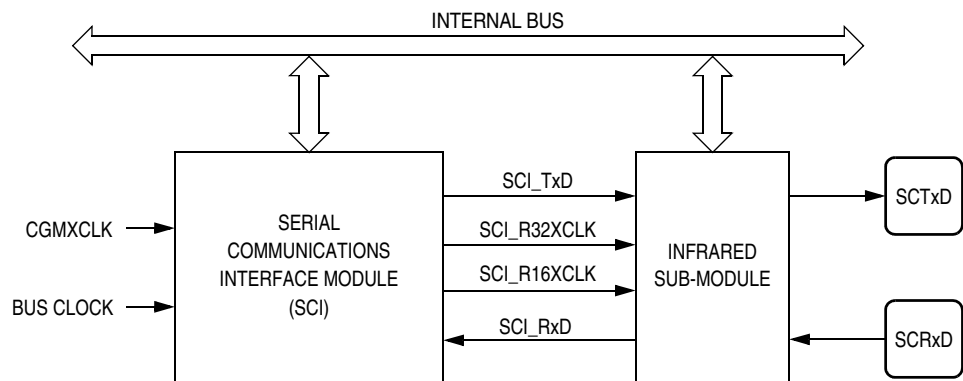 INTERNAL BUS
CGMXCLK
BUS CLOCK
SERIAL
COMMUNICATIONS
INTERFACE MODULE
(SCI)
SCI_TxD
SCI_R32XCLK
SCI_R16XCLK
SCI_RxD
INFRARED
SUB-MODULE
SCTxD
SCRxD